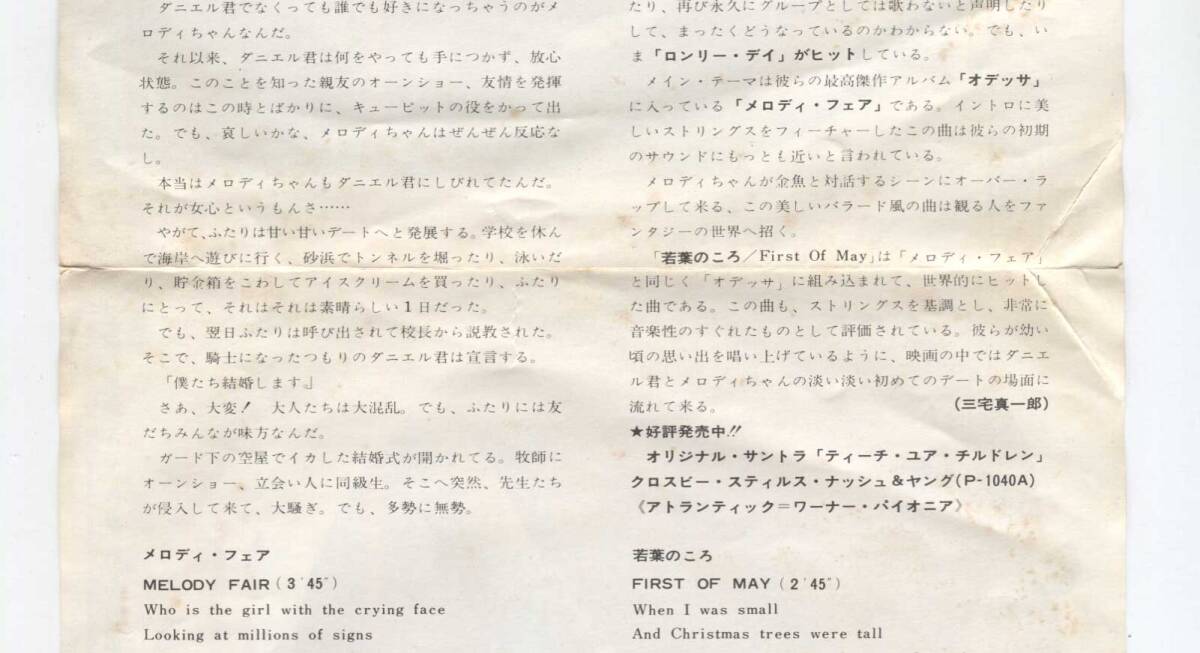 ダニエル君でなくっても誰でも好きになっちゃうのがメ
ロディちゃんなんだ。
それ以来、ダニエル君は何をやっても手につかず、放心
状態。このことを知った親友のオーンショー、友情を発揮
するのはこの時とばかりに、キューピットの役をかって出
た。でも、哀しいかな、メロディちゃんはぜんぜん反応な
し。
本当はメロディちゃんもダニエル君にしびれてたんだ。
それが女心というもんさ……
やがて、ふたりは甘い甘いデートへと発展する。学校を休ん
で海岸へ遊びに行く、砂浜でトンネルを堀ったり、泳いだ
り、貯金箱をこわしてアイスクリームを買ったり、ふたり
にとって、それはそれは素晴らしい1日だった。
でも、翌日ふたりは呼び出されて校長から説教された。
そこで、騎士になったつもりのダニエル君は宣言する。
「僕たち結婚します」
さあ、大変! 大人たちは大混乱。でも、ふたりには友
だちみんなが味方なんだ。
ガード下の空屋でイカした結婚式が開かれてる。牧師に
オーンショー、立会い人に同級生。そこへ突然、先生たち
が侵入して来て、大騒ぎ。でも、多勢に無勢。
メロディ・フェア
MELODY FAIR (3´45˝)
Who is the girl with the crying face
Looking at millions of signs
たり、再び永久にグループとしては歌わないと声明したり
して、まったくどうなっているのかわからない。でも、い
ま「ロンリー・デイ」がヒットしている。
メイン・テーマは彼らの最高傑作アルバム「オデッサ」
に入っている「メロディ・フェア」である。イントロに美
しいストリングスをフィーチャーしたこの曲は彼らの初期
のサウンドにもっとも近いと言われている。
メロディちゃんが金魚と対話するシーンにオーバー・ラ
ップして来る、この美しいバラード風の曲は観る人をファ
ンタジーの世界へ招く。
「若葉のころ/First Of May」は「メロディ・フェア」
と同じく「オデッサ」に組み込まれて、世界的にヒットし
た曲である。この曲も、ストリングスを基調とし、非常に
音楽性のすぐれたものとして評価されている。彼らが幼い
頃の思い出を唱い上げているように、映画の中ではダニエ
ル君とメロディちゃんの淡い淡い初めてのデートの場面に
流れて来る。 (三宅真一郎)
★好評発売中!!
オリジナル・サントラ「ティーチ・ユア・チルドレン」
クロスビー・スティルス・ナッシュ&ヤング(P-1040A)
《アトランティック=ワーナー・パイオニア》
若葉のころ
FIRST OF MAY (2´45˝)
When I was small
And Christmas trees were tall